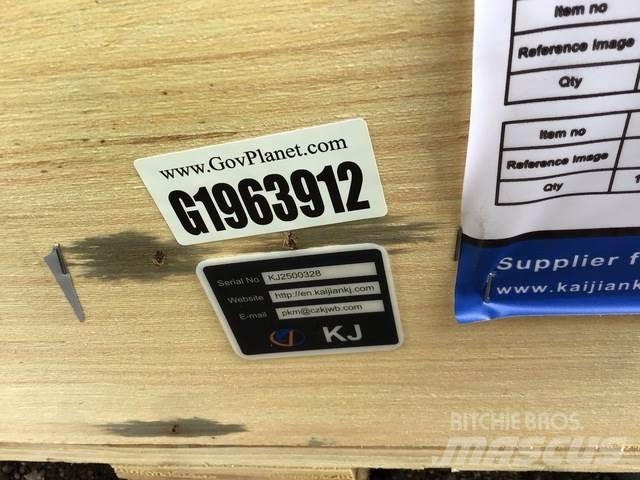 www.GovPlanet.com
G1963912
Serial No KJ2500328
Website http://en.kaijiankj.com
E-mail pkm@czkjwb.com
KJ
Item no
Reference Image
Qty
Item no
Reference Image
Qty 1
Supplier f
www.kaijiank
RITCHIE BROS.
MASCUS